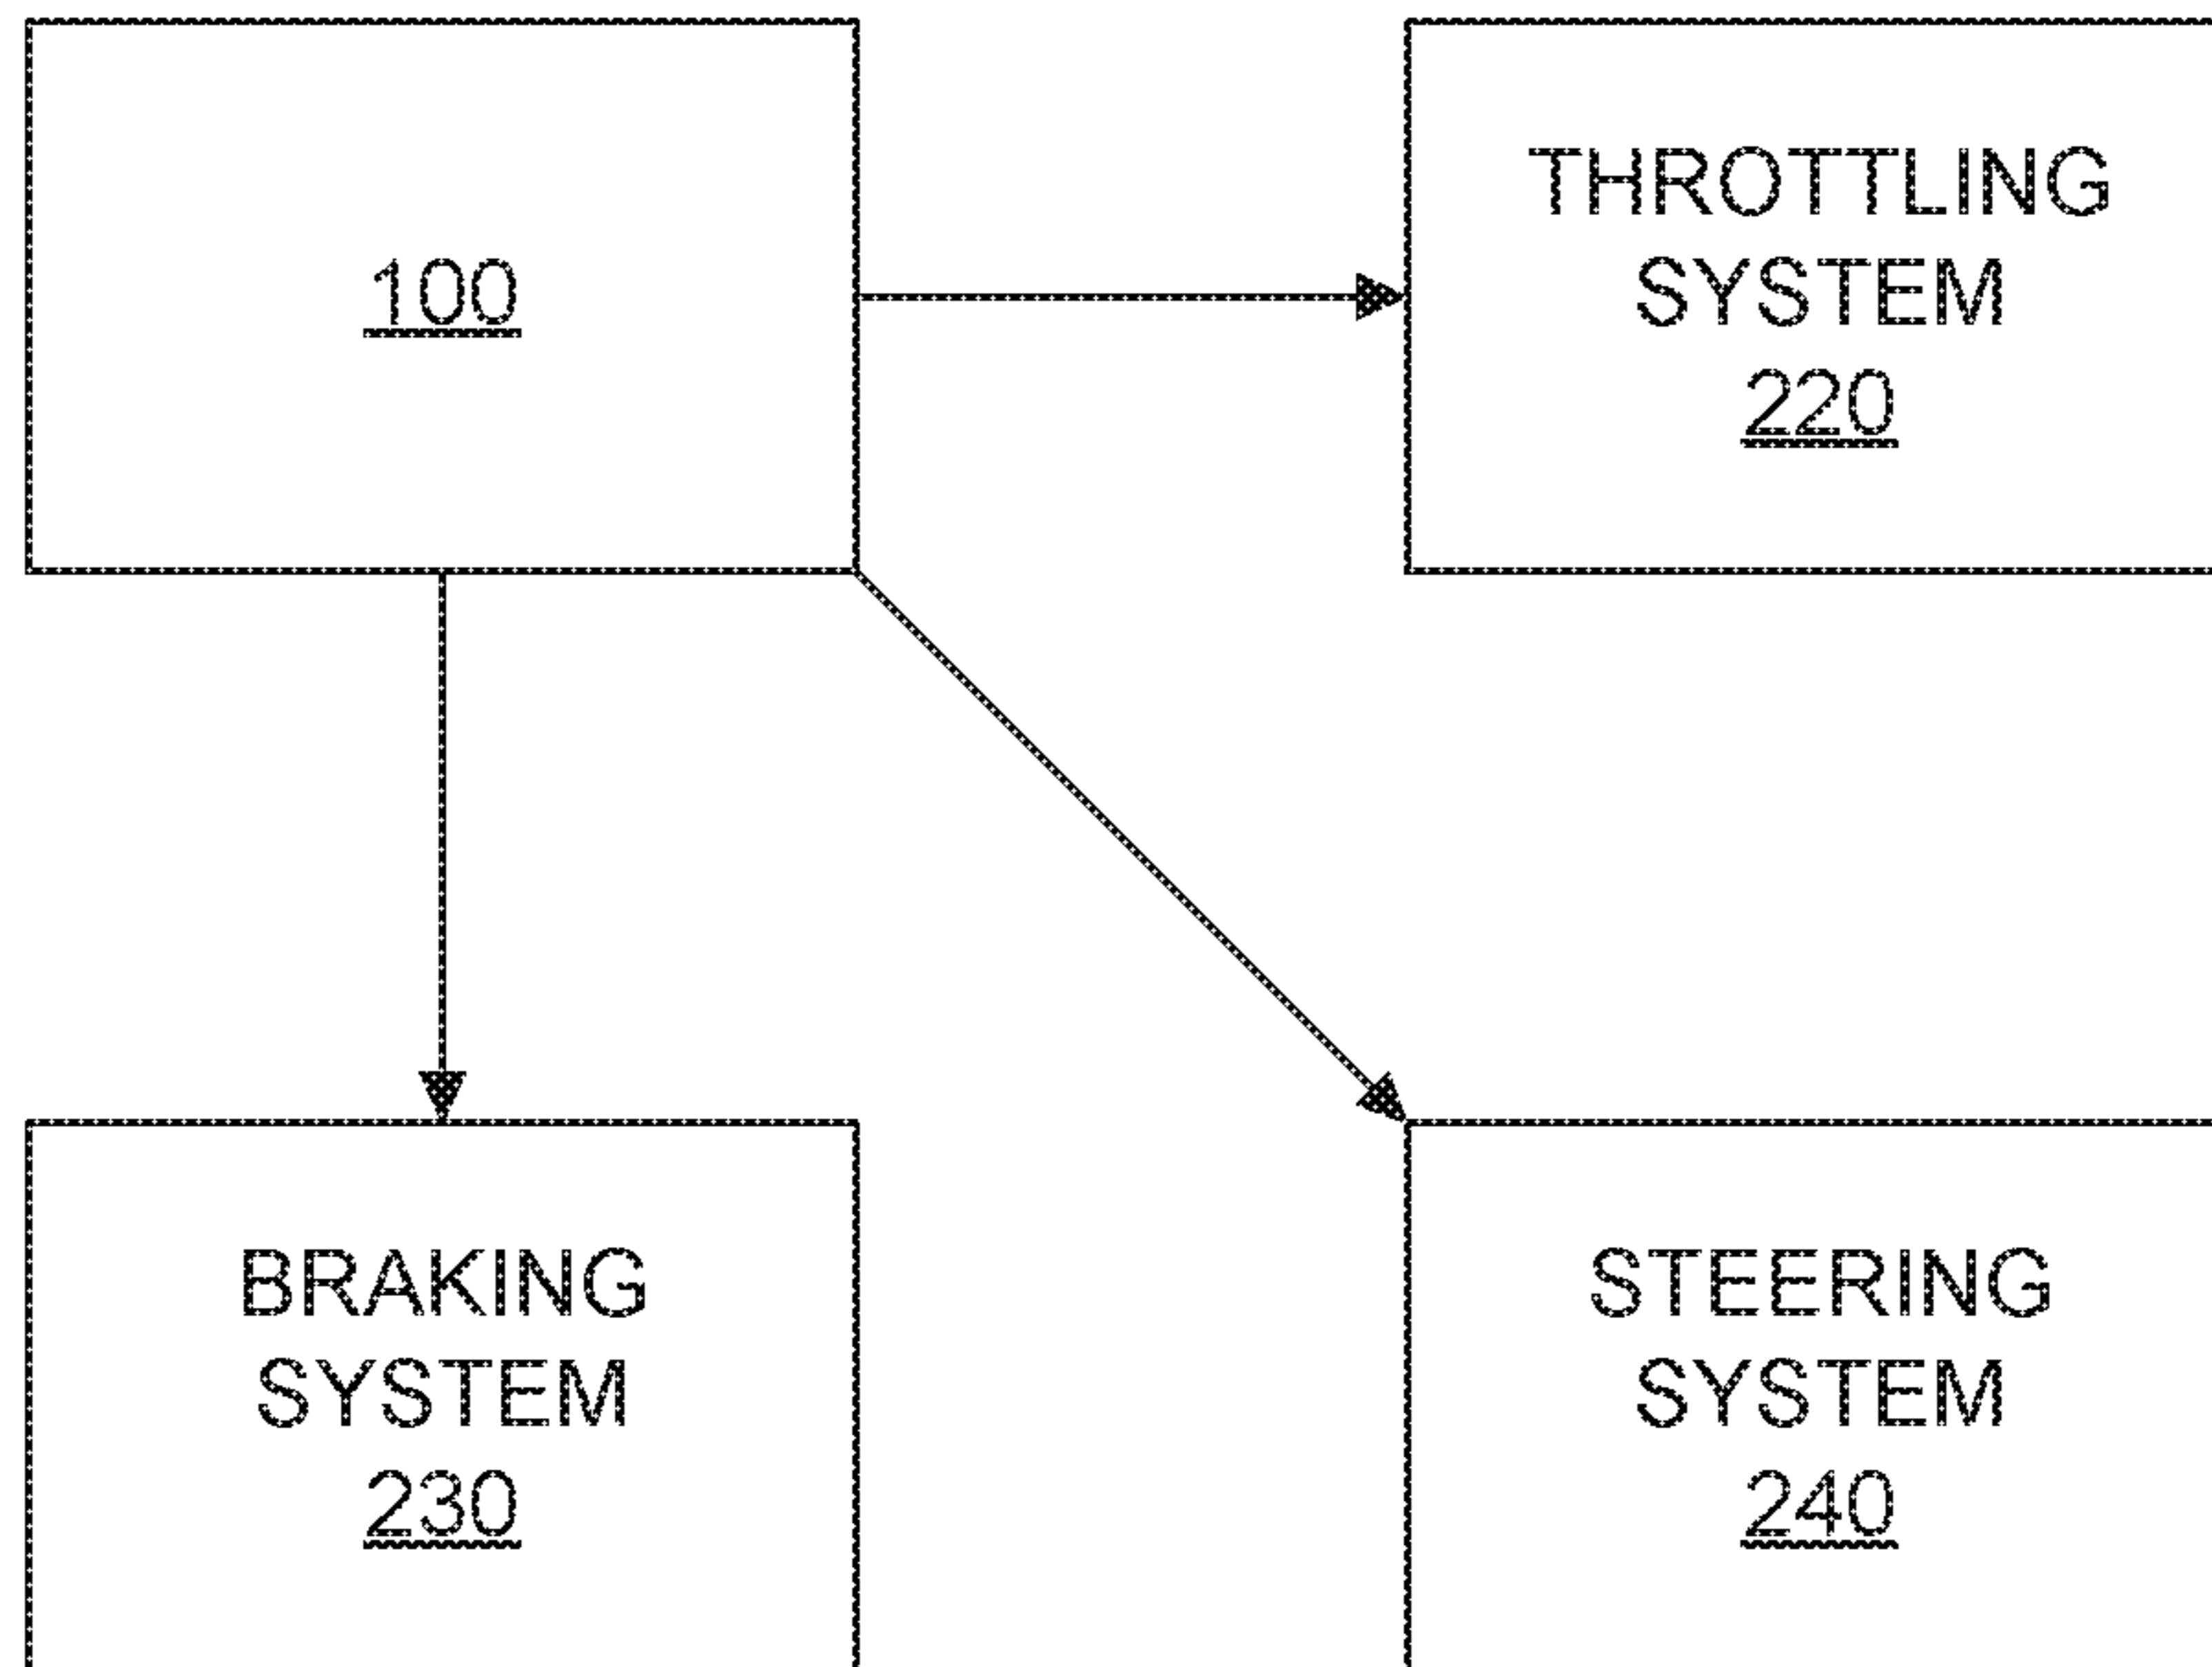 100
THROTTLING
SYSTEM
220
BRAKING
SYSTEM
230
STEERING
SYSTEM
240